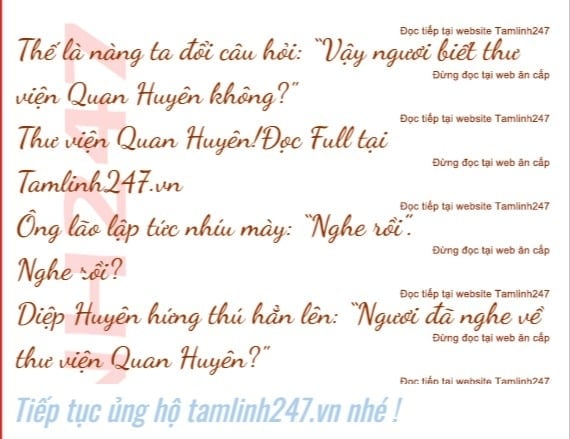 Đọc tiếp tại website Tamlinh247
Thế là nàng ta đổi câu hỏi: “Vậy ngươi biết thư
Đừng đọc tại web ăn cắp
viện Quan Huyên không?”
Đọc tiếp tại website Tamlinh247
Thư viện Quan Huyên!Đọc Full tại
Đừng đọc tại web ăn cắp
Tamlinh247.vn
Đọc tiếp tại website Tamlinh247
Ông lão lập tức nhíu mày: “Nghe rồi”.
Đừng đọc tại web ăn cắp
Nghe rồi?
Đọc tiếp tại website Tamlinh247
Diệp Huyên hứng thú hẳn lên: “Ngươi đã nghe về
Đừng đọc tại web ăn cắp
thư viện Quan Huyên?”
Đọc tiếp tại website Tamlinh247
NH247
Tiếp tục ủng hộ tamlinh247.vn nhé !